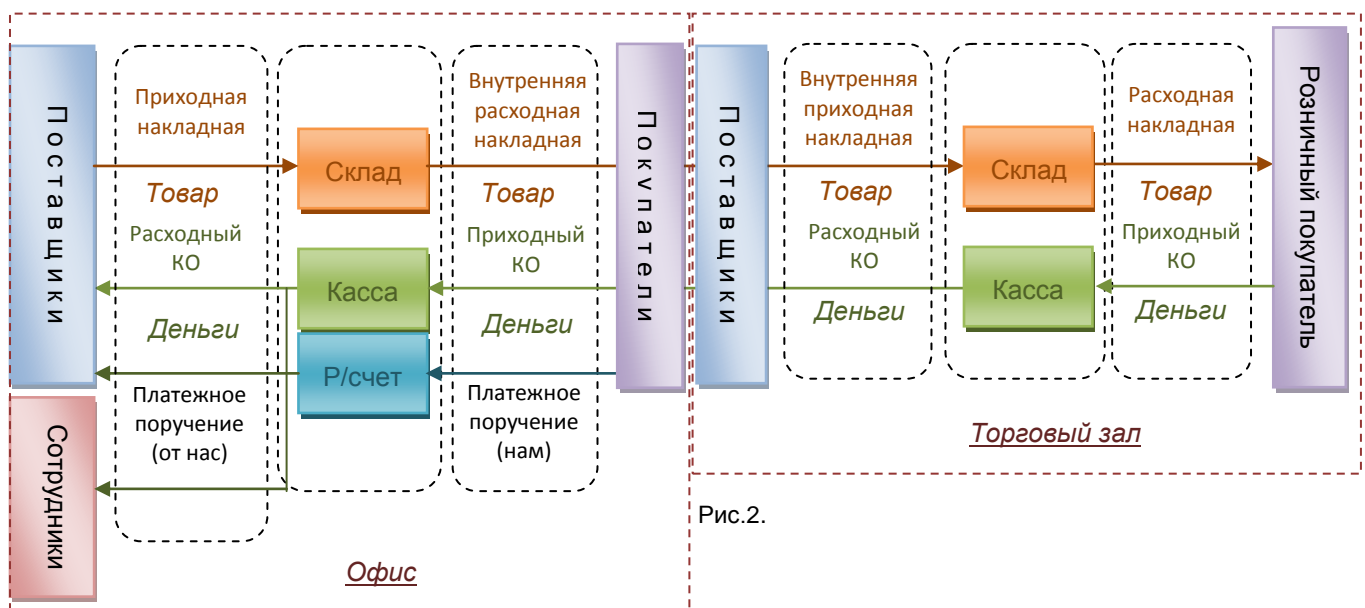 Поставщики
Приходная
накладная
Товар
Расходный
КО
Деньги
Платежное
поручение
(от нас)
Сотрудники
Склад
Касса
Р/счет
Внутренняя
расходная
накладная
Товар
Приходный
КО
Деньги
Платежное
поручение
(нам)
Покупатели
Офис
Поставщики
Внутренняя
приходная
накладная
Товар
Расходный
КО
Деньги
Склад
Касса
Расходная
накладная
Товар
Приходный
КО
Деньги
Розничный покупатель
Торговый зал
Рис.2.